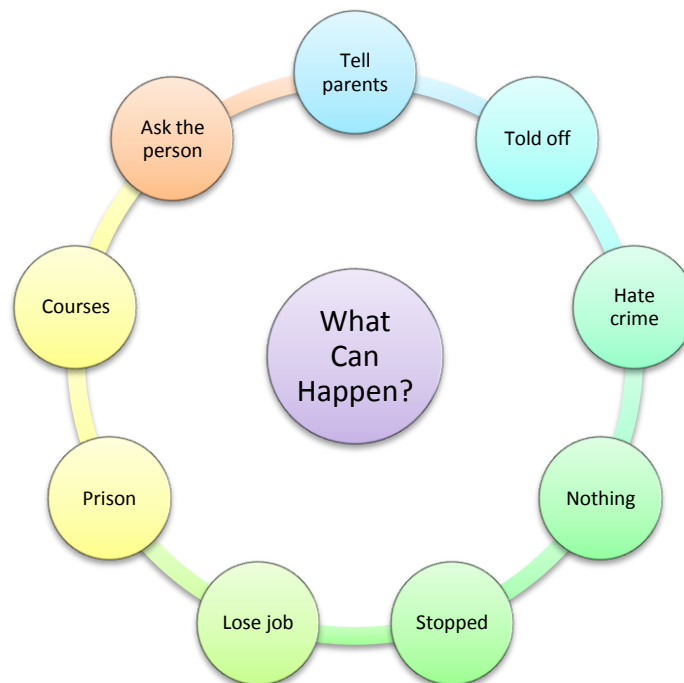 Tell
parents
Told off
Hate
crime
Nothing
Stopped
Lose job
Prison
Courses
Ask the
person
What
Can
Happen?